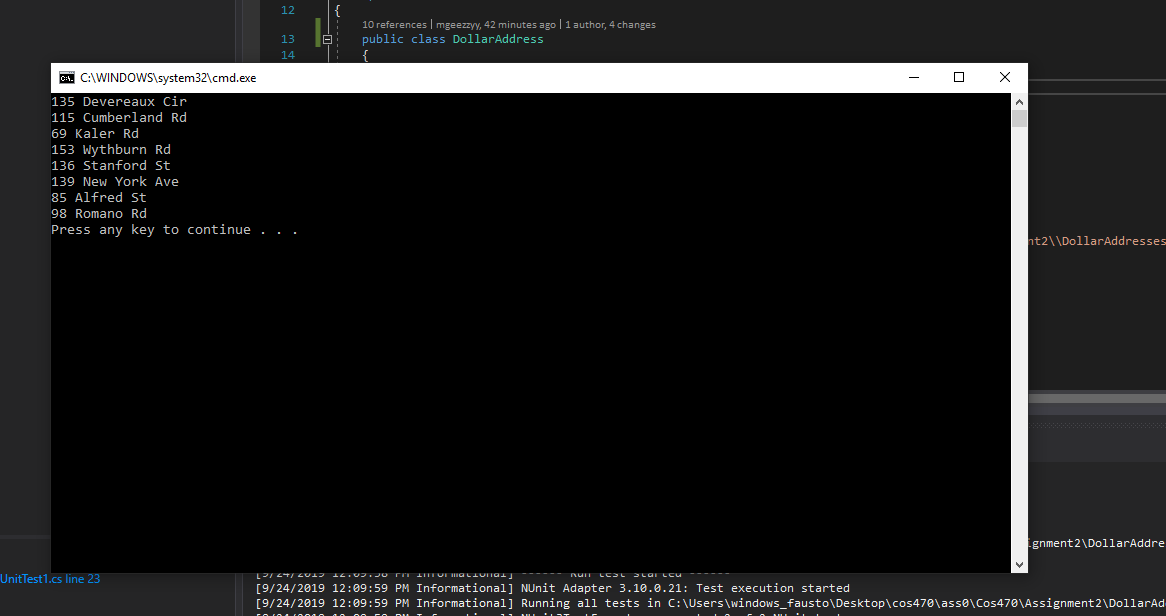 12 {
10 references | mgeezzyy, 42 minutes ago | 1 author, 4 changes
13 public class DollarAddress
14 {
C:\WINDOWS\system32\cmd.exe
135 Devereaux Cir
115 Cumberland Rd
69 Kaler Rd
153 Wythburn Rd
136 Stanford St
139 New York Ave
85 Alfred St
98 Romano Rd
Press any key to continue . . .
nt2\\DollarAddresses
ignment2\DollarAddre
UnitTest1.cs line 23
[9/24/2019 12:09:58 PM Informational] ------ Run test started
[9/24/2019 12:09:59 PM Informational] NUnit Adapter 3.10.0.21: Test execution started
[9/24/2019 12:09:59 PM Informational] Running all tests in C:\Users\windows_fausto\Desktop\cos470\ass0\Cos470\Assignment2\DollarAd